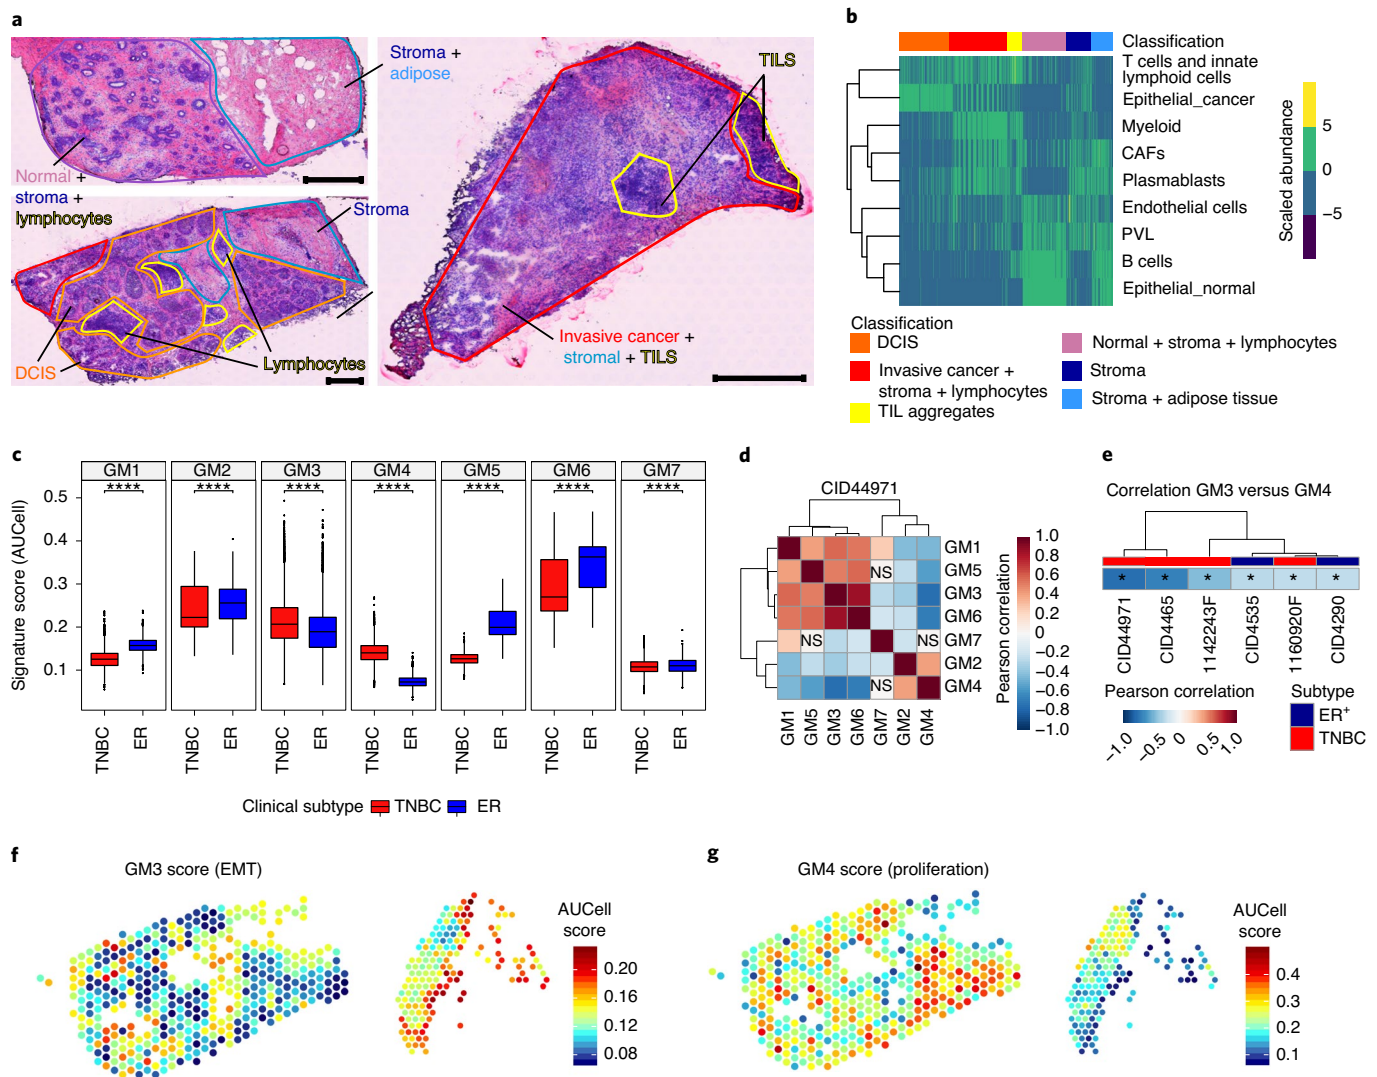 a
Stroma +
adipose
Normal +
stroma +
lymphocytes
Stroma
DCIS
Lymphocytes
TILS
Invasive cancer +
stromal + TILS
b
Classification
T cells and innate
lymphoid cells
Epithelial_cancer
Myeloid
CAFs
Plasmablasts
Endothelial cells
PVL
B cells
Epithelial_normal
Scaled abundance
5
0
−5
Classification
DCIS
Invasive cancer +
stroma + lymphocytes
TIL aggregates
Normal + stroma + lymphocytes
Stroma
Stroma + adipose tissue
c
GM1 GM2 GM3 GM4 GM5 GM6 GM7
**** **** **** **** **** **** ****
Signature score (AUCell)
0.5
0.4
0.3
0.2
0.1
TNBC ER TNBC ER TNBC ER TNBC ER TNBC ER TNBC ER TNBC ER
Clinical subtype TNBC ER
d
CID44971
GM1
NS GM5
GM3
GM6
NS NS GM7
GM2
NS GM4
GM1 GM5 GM3 GM6 GM7 GM2 GM4
Pearson correlation
1.0
0.8
0.6
0.4
0.2
0
−0.2
−0.4
−0.6
−0.8
−1.0
e
Correlation GM3 versus GM4
* * * * * *
CID44971 CID4465 1142243F CID4535 1160920F CID4290
Pearson correlation
−1.0 −0.5 0 0.5 1.0
Subtype
ER+
TNBC
f
GM3 score (EMT)
AUCell
score
0.20
0.16
0.12
0.08
g
GM4 score (proliferation)
AUCell
score
0.4
0.3
0.2
0.1